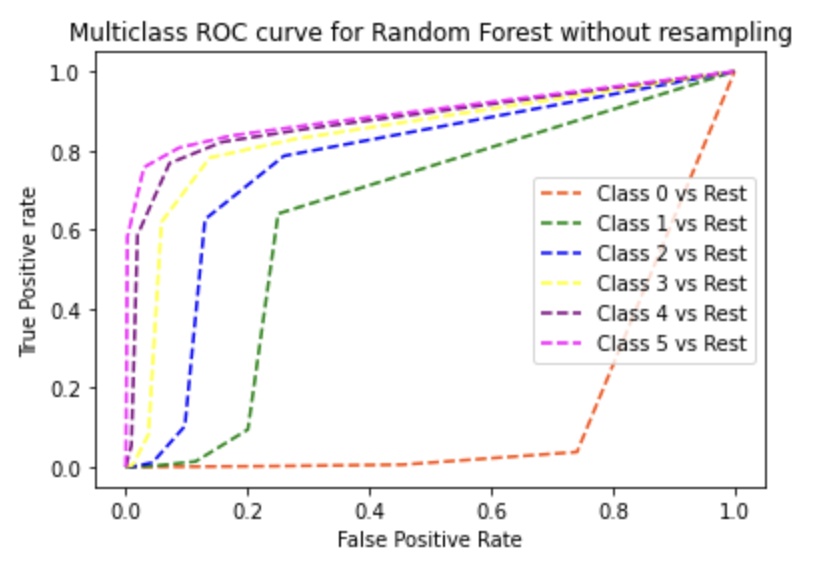 Multiclass ROC curve for Random Forest without resampling
1.0
0.8
0.6
0.4
0.2
0.0
True Positive rate
Class 0 vs Rest
Class 1 vs Rest
Class 2 vs Rest
Class 3 vs Rest
Class 4 vs Rest
Class 5 vs Rest
0.0 0.2 0.4 0.6 0.8 1.0
False Positive Rate